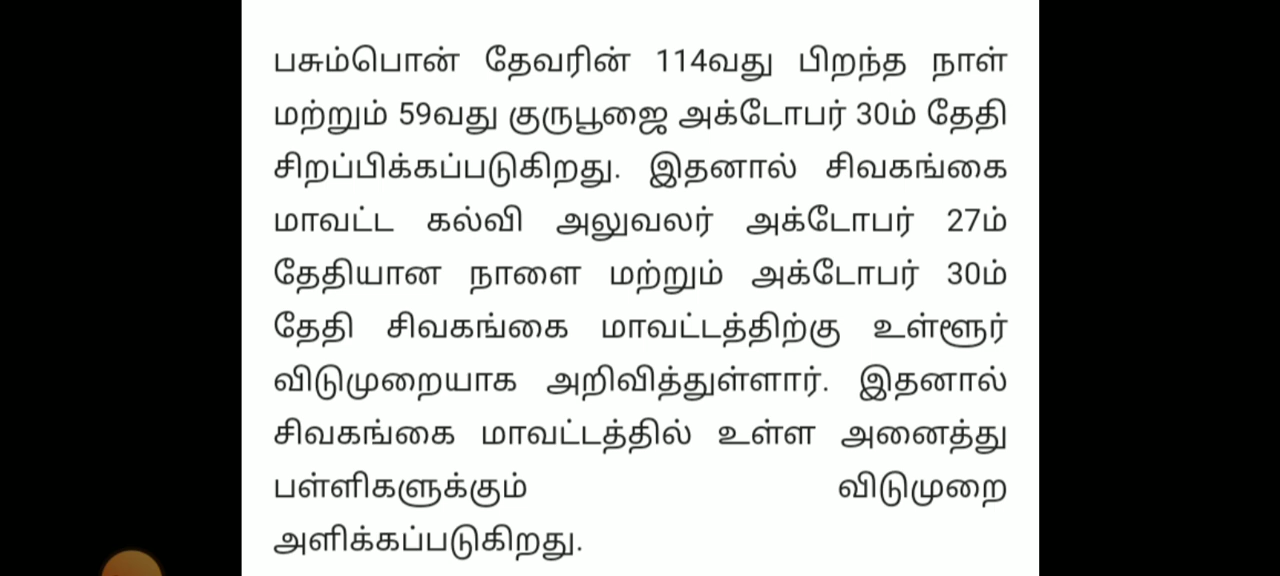 பசும்பொன் தேவரின் 114வது பிறந்த நாள்
மற்றும் 59வது குருபூஜை அக்டோபர் 30ம் தேதி
சிறப்பிக்கப்படுகிறது. இதனால் சிவகங்கை
மாவட்ட கல்வி அலுவலர் அக்டோபர் 27ம்
தேதியான நாளை மற்றும் அக்டோபர் 30ம்
தேதி சிவகங்கை மாவட்டத்திற்கு உள்ளூர்
விடுமுறையாக அறிவித்துள்ளார். இதனால்
சிவகங்கை மாவட்டத்தில் உள்ள அனைத்து
பள்ளிகளுக்கும் விடுமுறை
அளிக்கப்படுகிறது.